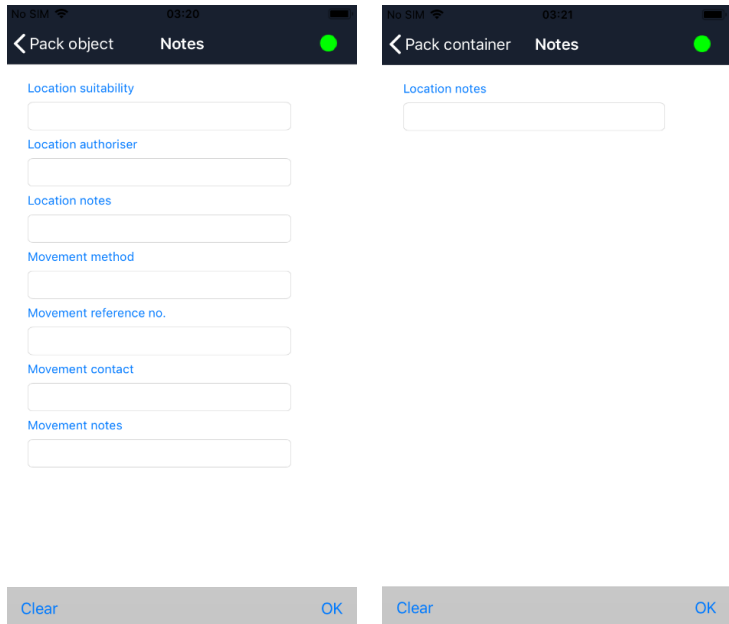 No SIM 03:20
Pack object Notes
Location suitability
Location authoriser
Location notes
Movement method
Movement reference no.
Movement contact
Movement notes
Clear OK
No SIM 03:21
Pack container Notes
Location notes
Clear OK